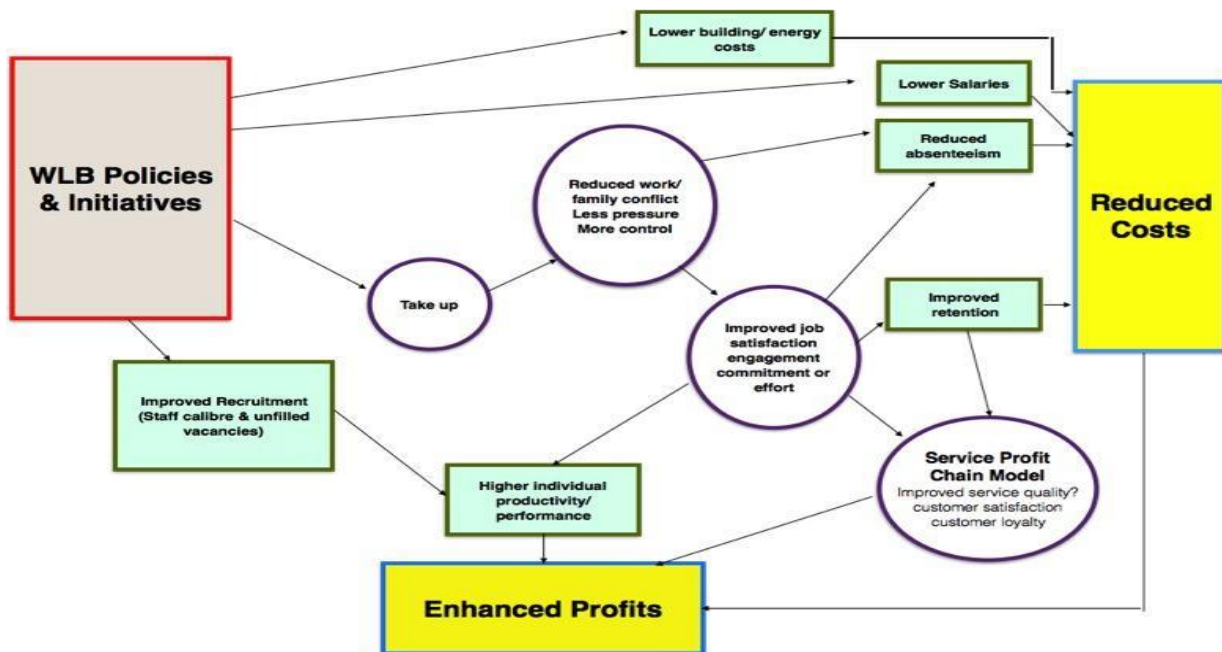 Lower building/ energy
costs
Lower Salaries
Reduced
absenteeism
WLB Policies
& Initiatives
Reduced work/
family conflict
Less pressure
More control
Reduced
Costs
Take up
Improved
retention
Improved job
satisfaction
engagement
commitment or
effort
Improved Recruitment
(Staff calibre & unfilled
vacancies)
Service Profit
Chain Model
Improved service quality?
customer satisfaction
customer loyalty
Higher individual
productivity/
performance
Enhanced Profits